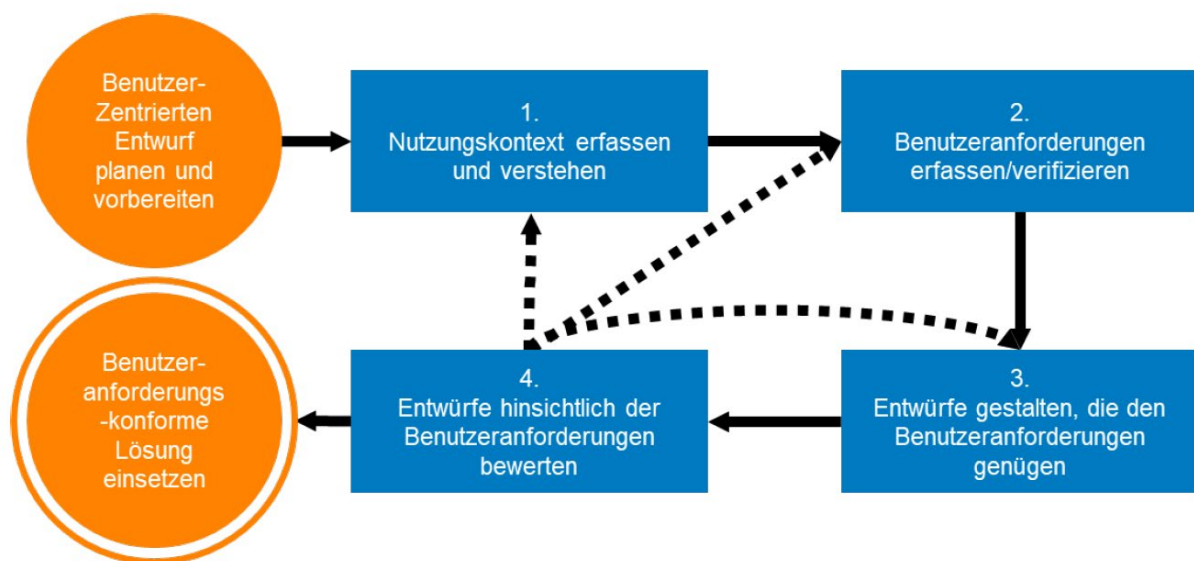 Benutzer-
Zentrierten
Entwurf
planen und
vorbereiten
1.
Nutzungskontext erfassen
und verstehen
2.
Benutzeranforderungen
erfassen/verifizieren
Benutzer-
anforderungs
-konforme
Lösung
einsetzen
4.
Entwürfe hinsichtlich der
Benutzeranforderungen
bewerten
3.
Entwürfe gestalten, die den
Benutzeranforderungen
genügen